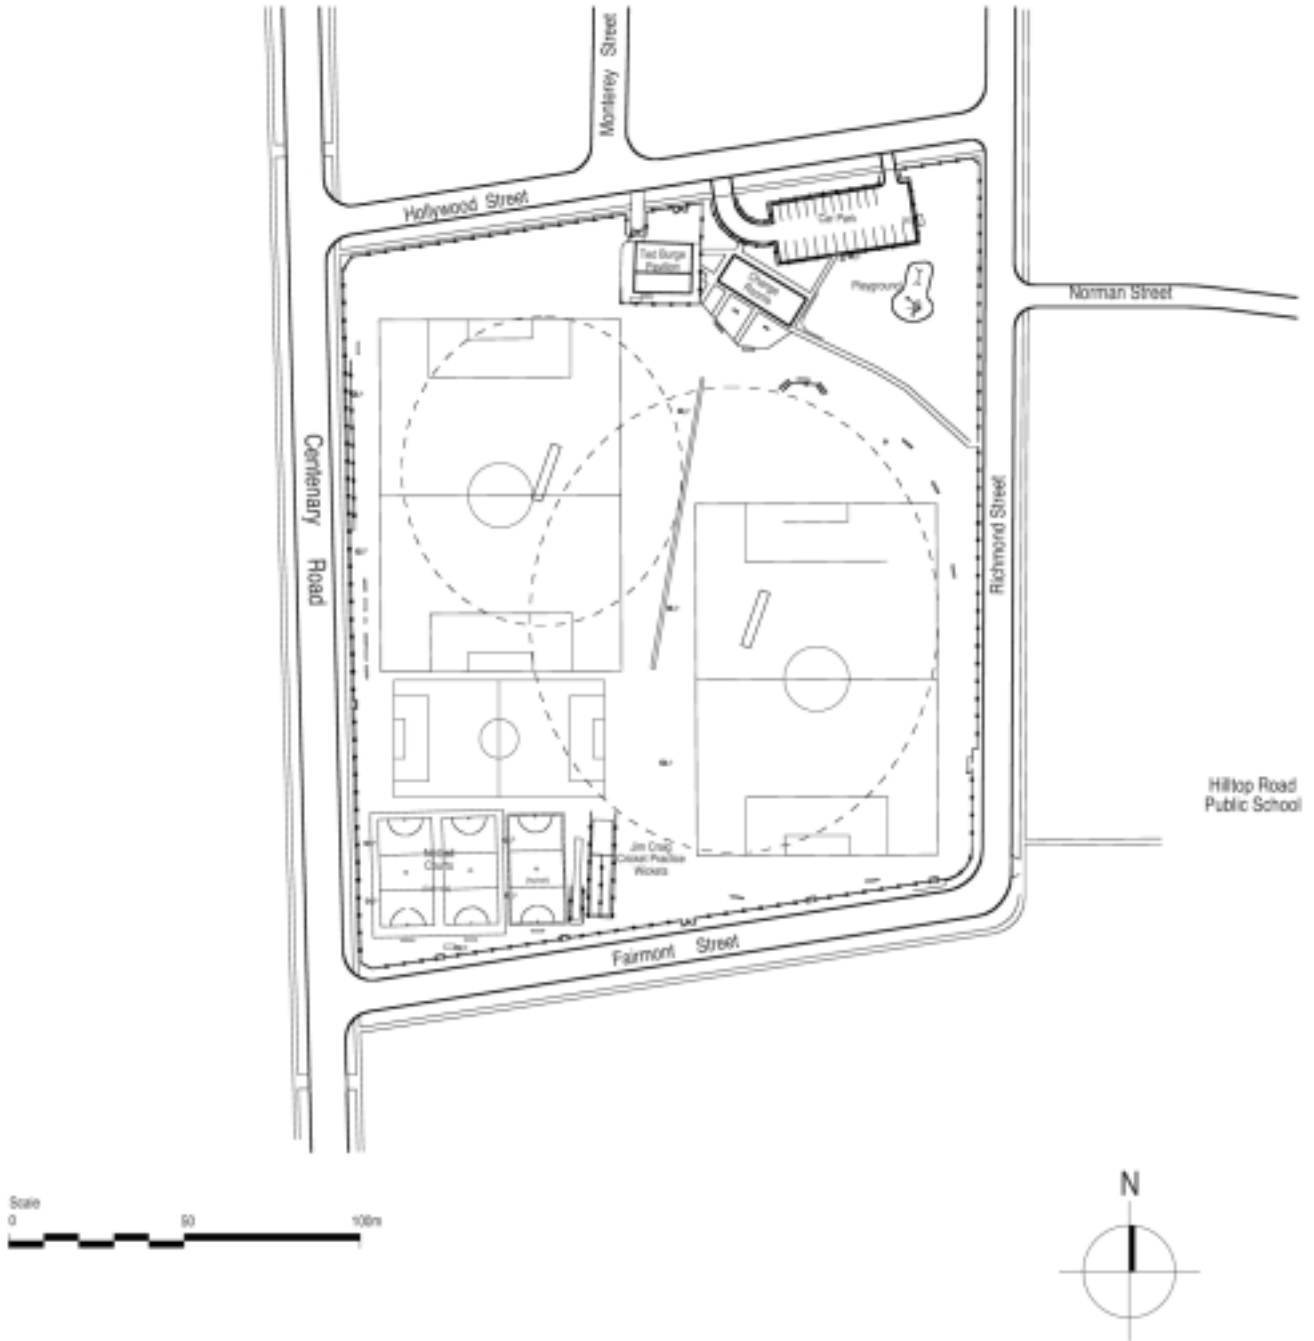 Monterey Street
Hollywood Street
Car Park
Ted Burge
Pavilion
Change
Rooms
Playground
Norman Street
Centenary Road
Richmond Street
Hilltop Road
Public School
Netball
Courts
Jim Craig
Cricket Practice
Wickets
Fairmont Street
Scale
0 50 100m
N